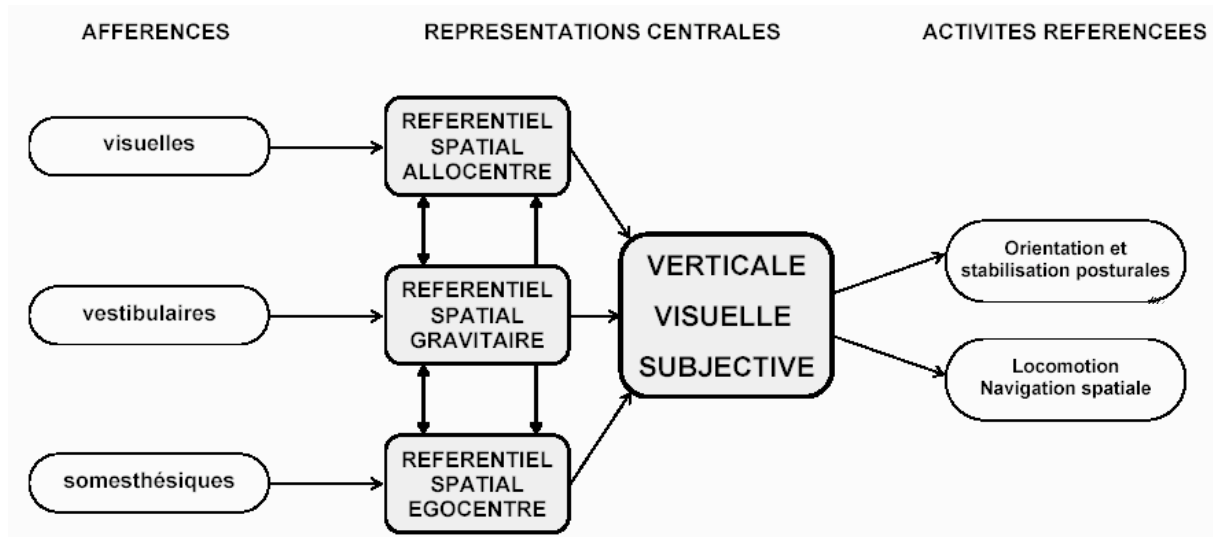 AFFERENCES
REPRESENTATIONS CENTRALES
ACTIVITES REFERENCEES
visuelles
REFERENTIEL
SPATIAL
ALLOCENTRE
vestibulaires
REFERENTIEL
SPATIAL
GRAVITAIRE
somesthésiques
REFERENTIEL
SPATIAL
EGOCENTRE
VERTICALE
VISUELLE
SUBJECTIVE
Orientation et
stabilisation posturales
Locomotion
Navigation spatiale